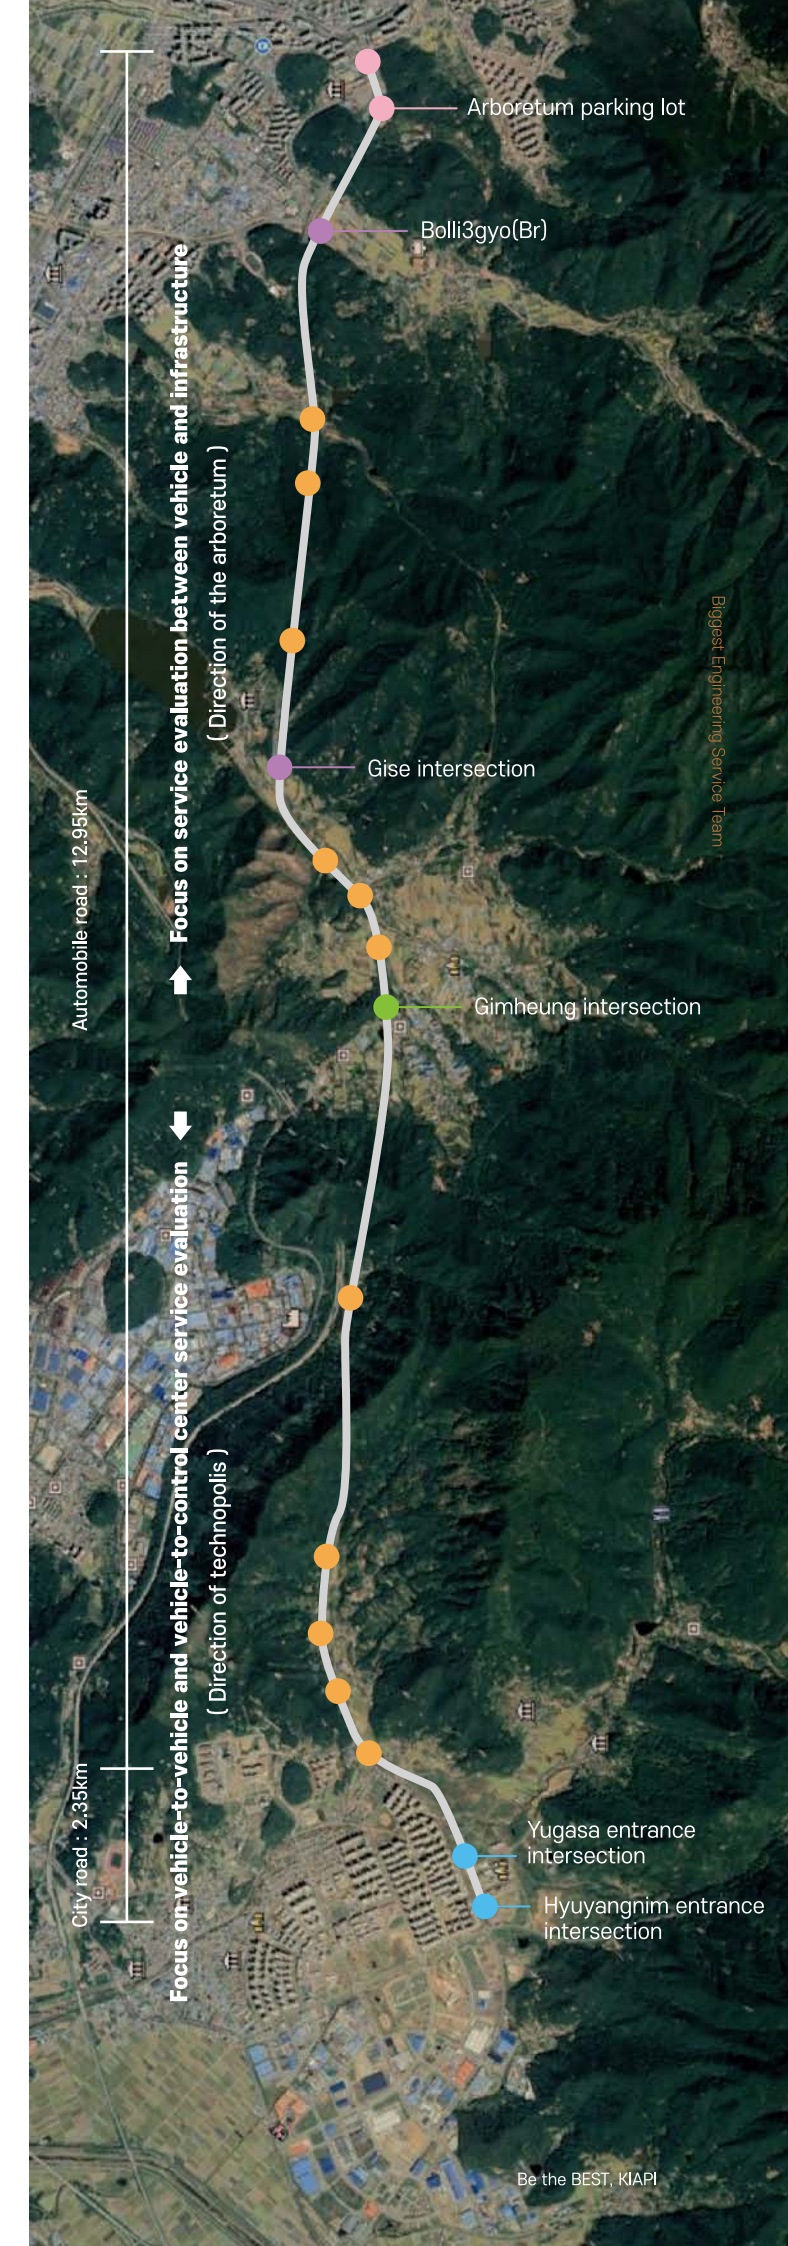 Arboretum parking lot
Bolli3gyo(Br)
Focus on service evaluation between vehicle and infrastructure
( Direction of the arboretum )
Biggest Engineering Service Team
Gise intersection
Automobile road : 12.95km
Gimheung intersection
Focus on vehicle-to-vehicle and vehicle-to-control center service evaluation
( Direction of technopolis )
City road : 2.35km
Yugasa entrance
intersection
Hyuyangnim entrance
intersection
Be the BEST, KIAPI